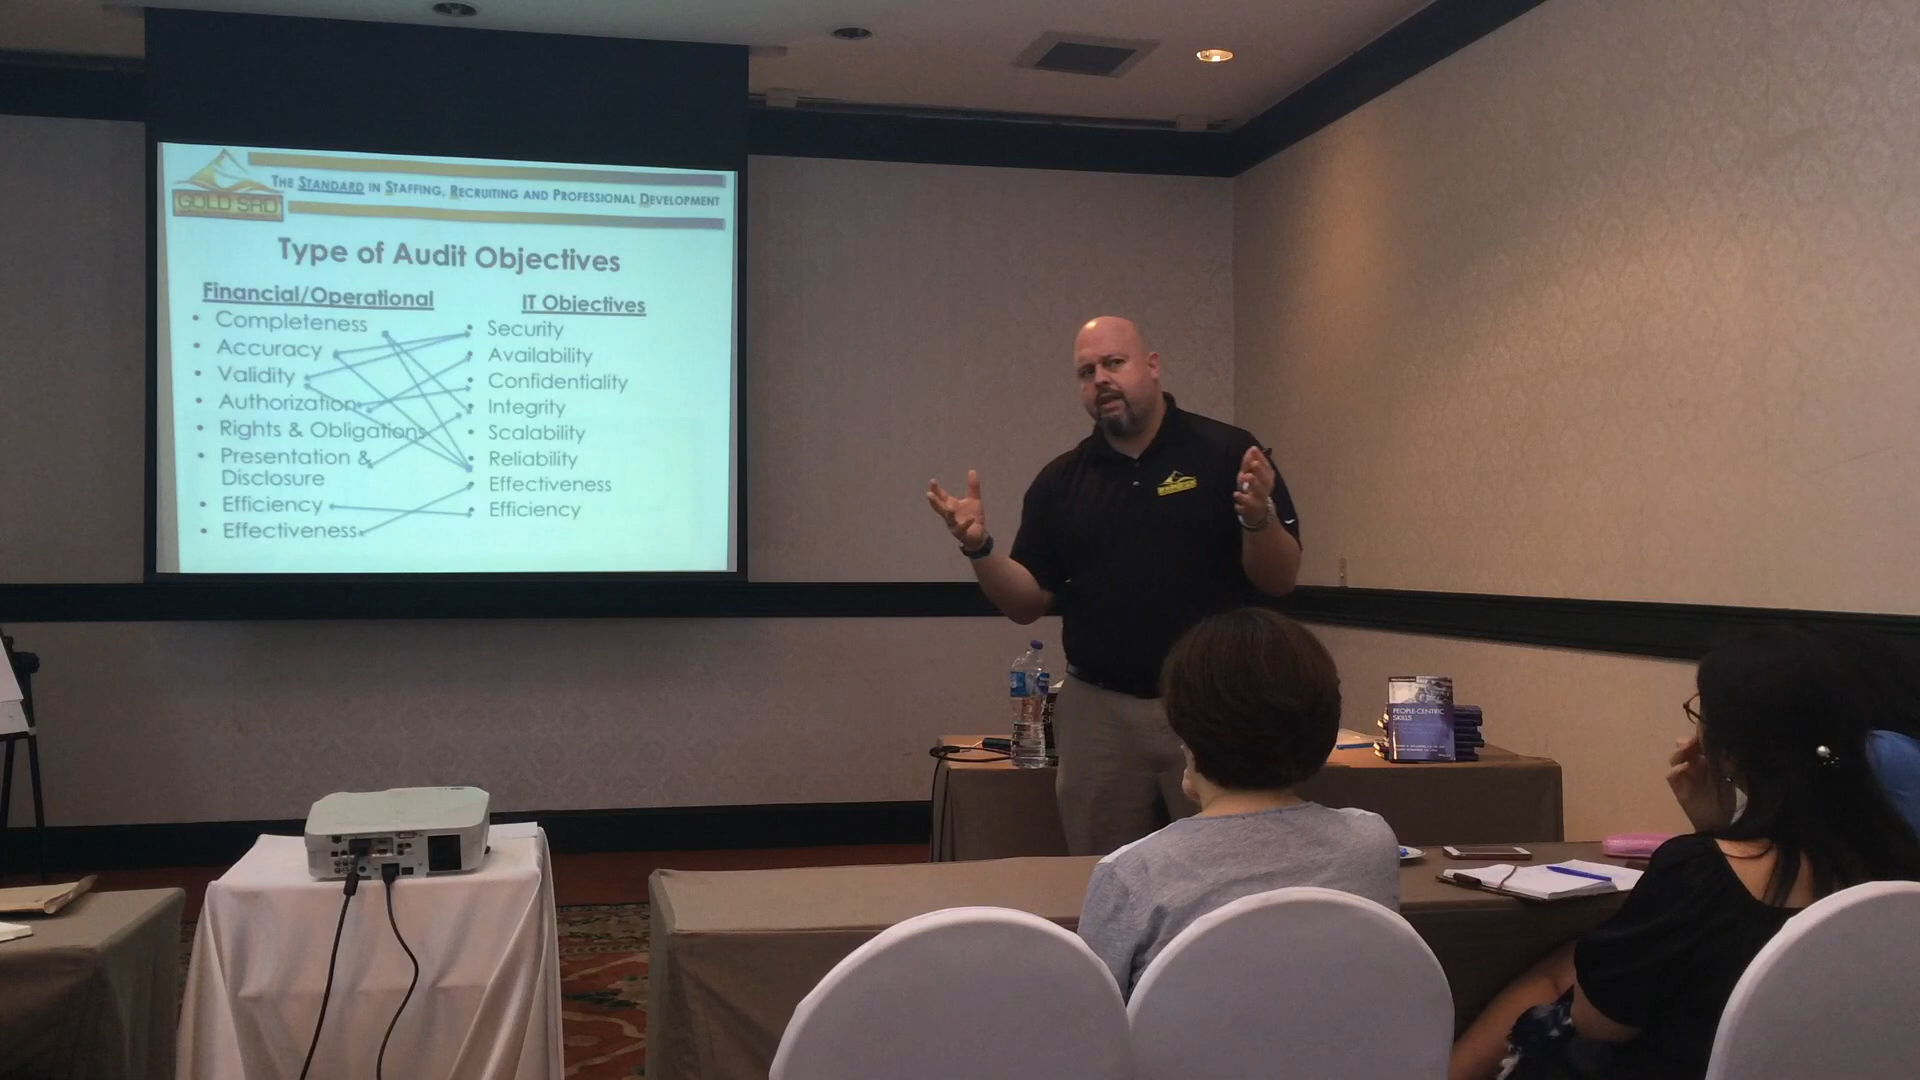 THE STANDARD IN STAFFING, RECRUITING AND PROFESSIONAL DEVELOPMENT
GOLD SRD
Type of Audit Objectives
Financial/Operational
• Completeness
• Accuracy
• Validity
• Authorization
• Rights & Obligations
• Presentation &
Disclosure
• Efficiency
• Effectiveness
IT Objectives
• Security
• Availability
• Confidentiality
• Integrity
• Scalability
• Reliability
• Effectiveness
• Efficiency
PEOPLE-CENTRIC
SKILLS